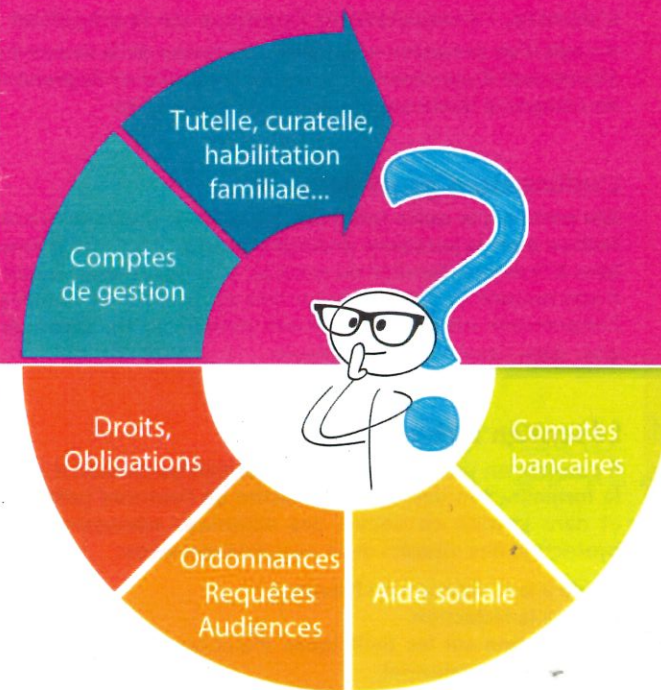 Tutelle, curatelle,
habilitation
familiale...
Comptes
de gestion
Droits,
Obligations
Comptes
bancaires
Ordonnances
Requêtes
Audiences
Aide sociale